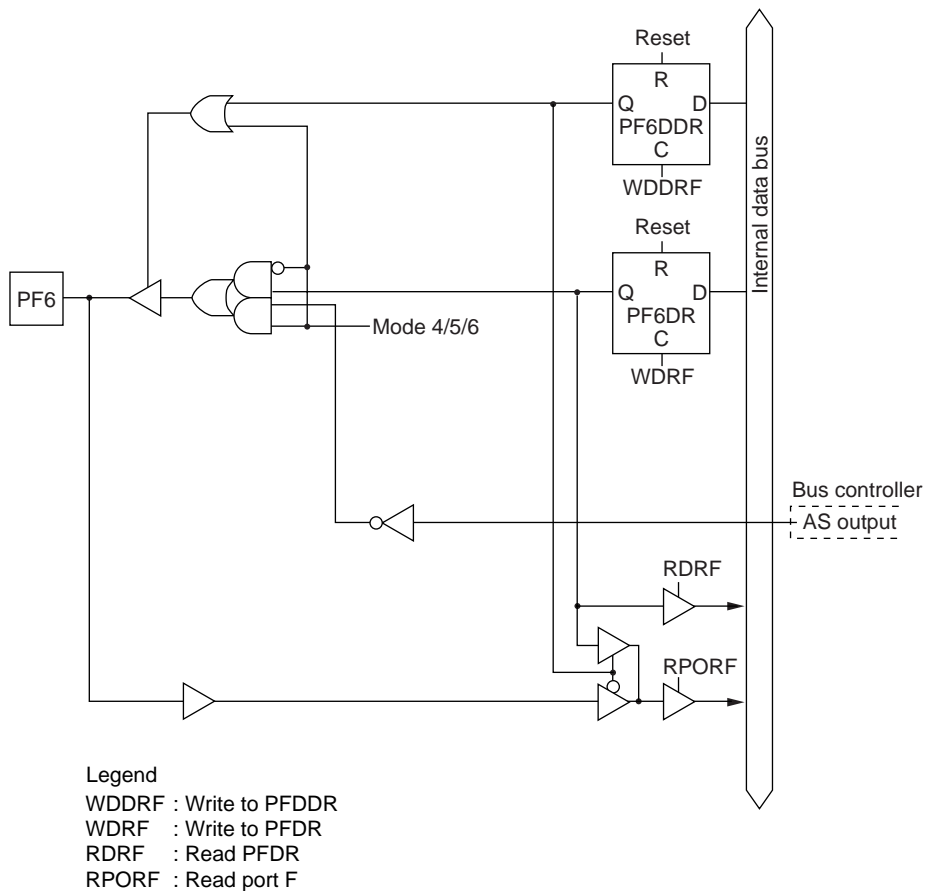 Reset
R
Q D
PF6DDR
C
WDDRF
Reset
R
Q D
PF6DR
C
WDRF
Internal data bus
PF6
Mode 4/5/6
Bus controller
AS output
RDRF
RPORF
Legend
WDDRF : Write to PFDDR
WDRF : Write to PFDR
RDRF : Read PFDR
RPORF : Read port F